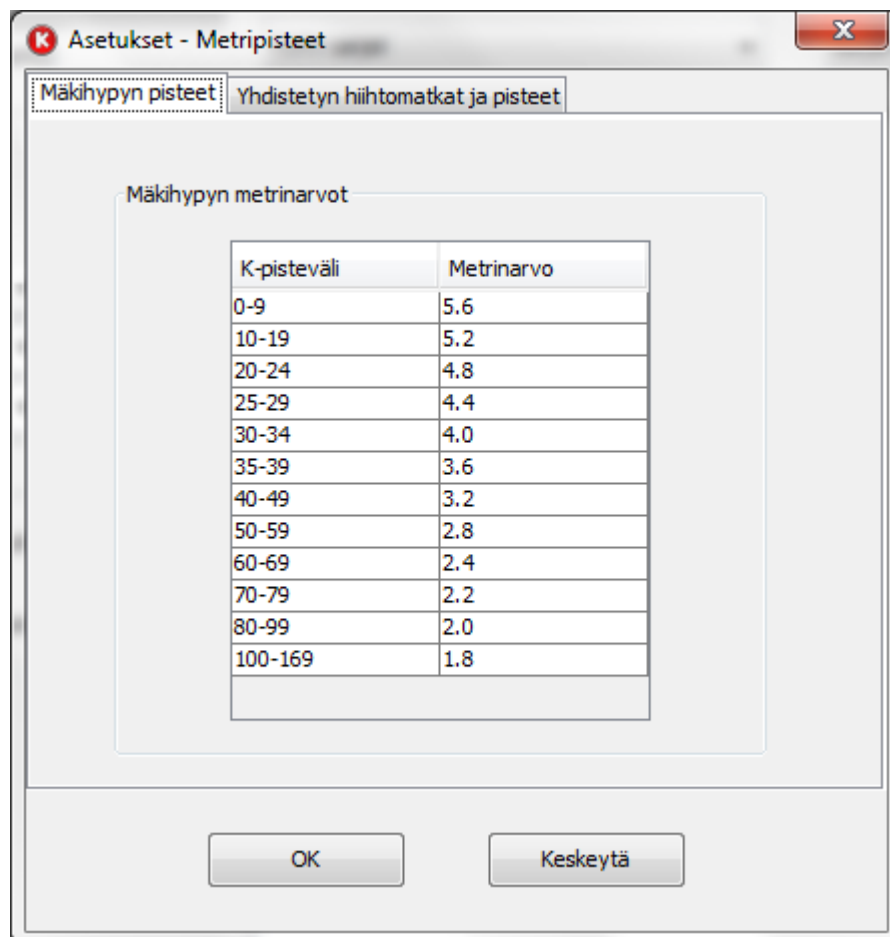 K Asetukset - Metripisteet
Mäkihypyn pisteet Yhdistetyn hiihtomatkat ja pisteet
Mäkihypyn metrinarvot
K-pisteväli Metrinarvo
0-9 5.6
10-19 5.2
20-24 4.8
25-29 4.4
30-34 4.0
35-39 3.6
40-49 3.2
50-59 2.8
60-69 2.4
70-79 2.2
80-99 2.0
100-169 1.8
OK Keskeytä